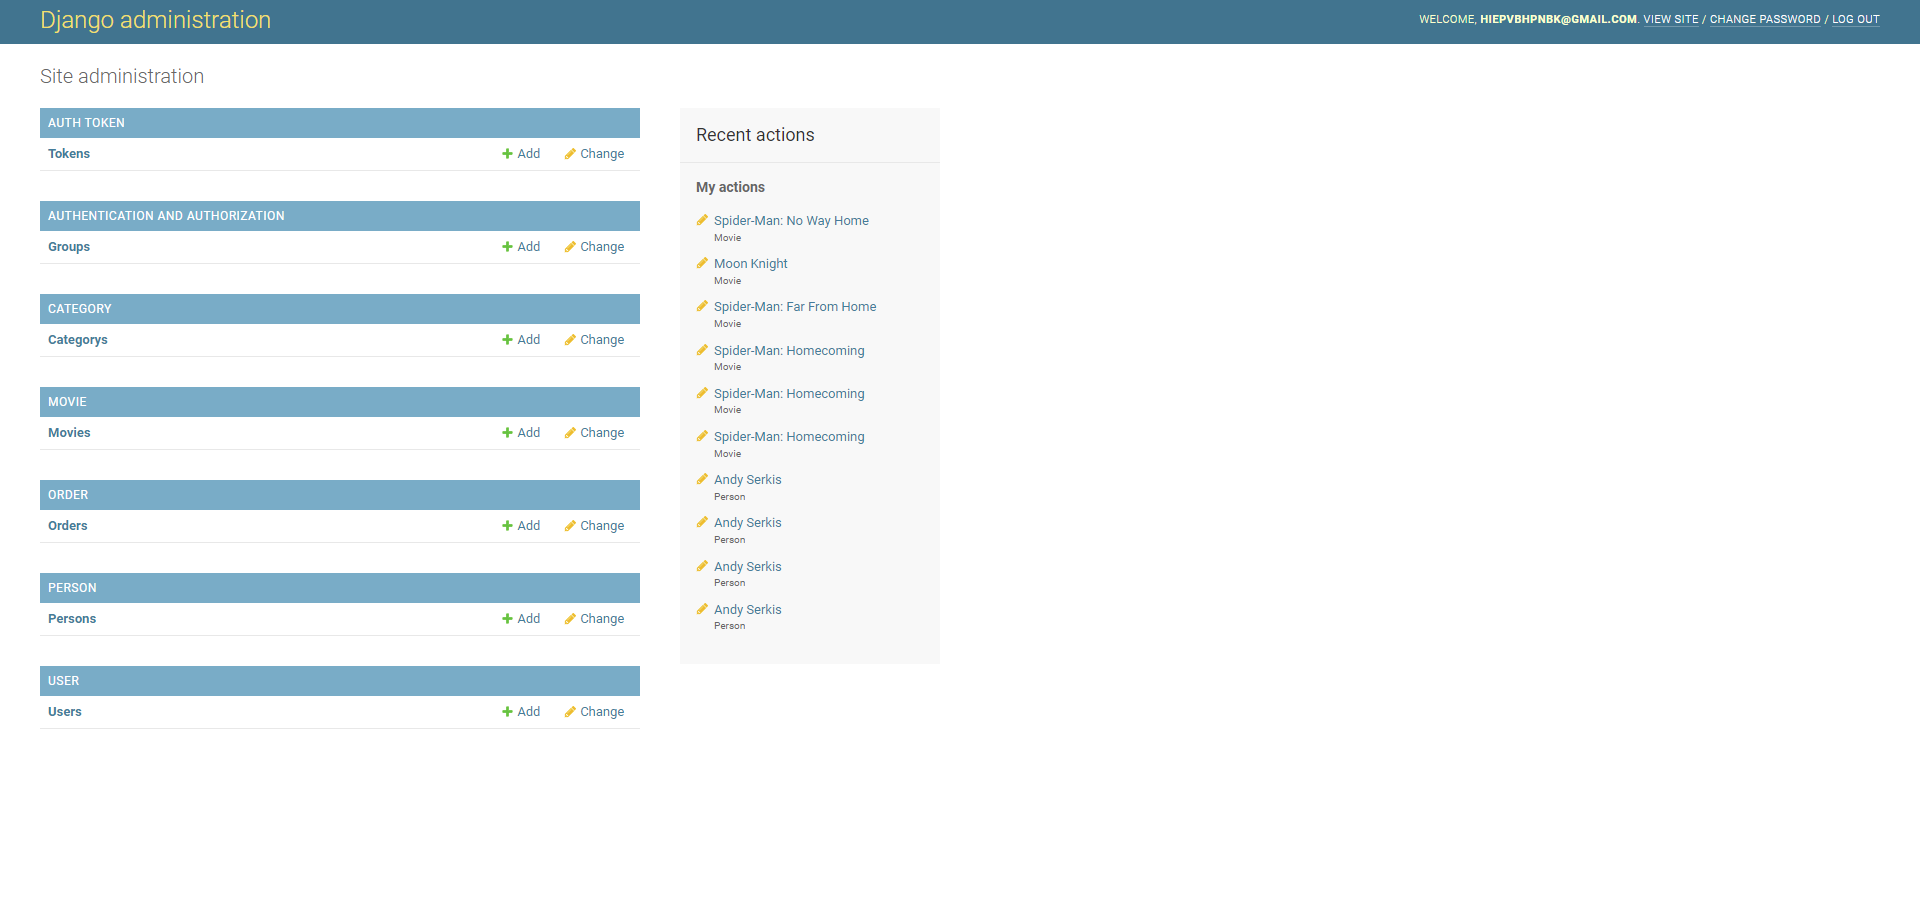 Django administration
WELCOME, HIEPVBHPNBK@GMAIL.COM. VIEW SITE / CHANGE PASSWORD / LOG OUT
Site administration
AUTH TOKEN
Tokens Add Change
AUTHENTICATION AND AUTHORIZATION
Groups Add Change
CATEGORY
Categorys Add Change
MOVIE
Movies Add Change
ORDER
Orders Add Change
PERSON
Persons Add Change
USER
Users Add Change
Recent actions
My actions
Spider-Man: No Way Home
Movie
Moon Knight
Movie
Spider-Man: Far From Home
Movie
Spider-Man: Homecoming
Movie
Spider-Man: Homecoming
Movie
Spider-Man: Homecoming
Movie
Andy Serkis
Person
Andy Serkis
Person
Andy Serkis
Person
Andy Serkis
Person